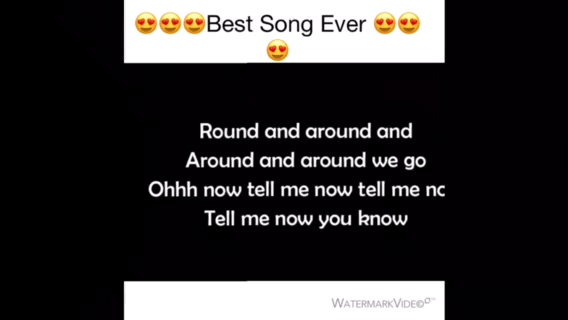 😍😍😍Best Song Ever 😍😍
😍
Round and around and
Around and around we go
Ohhh now tell me now tell me
Tell me now you know
WatermarkVideo